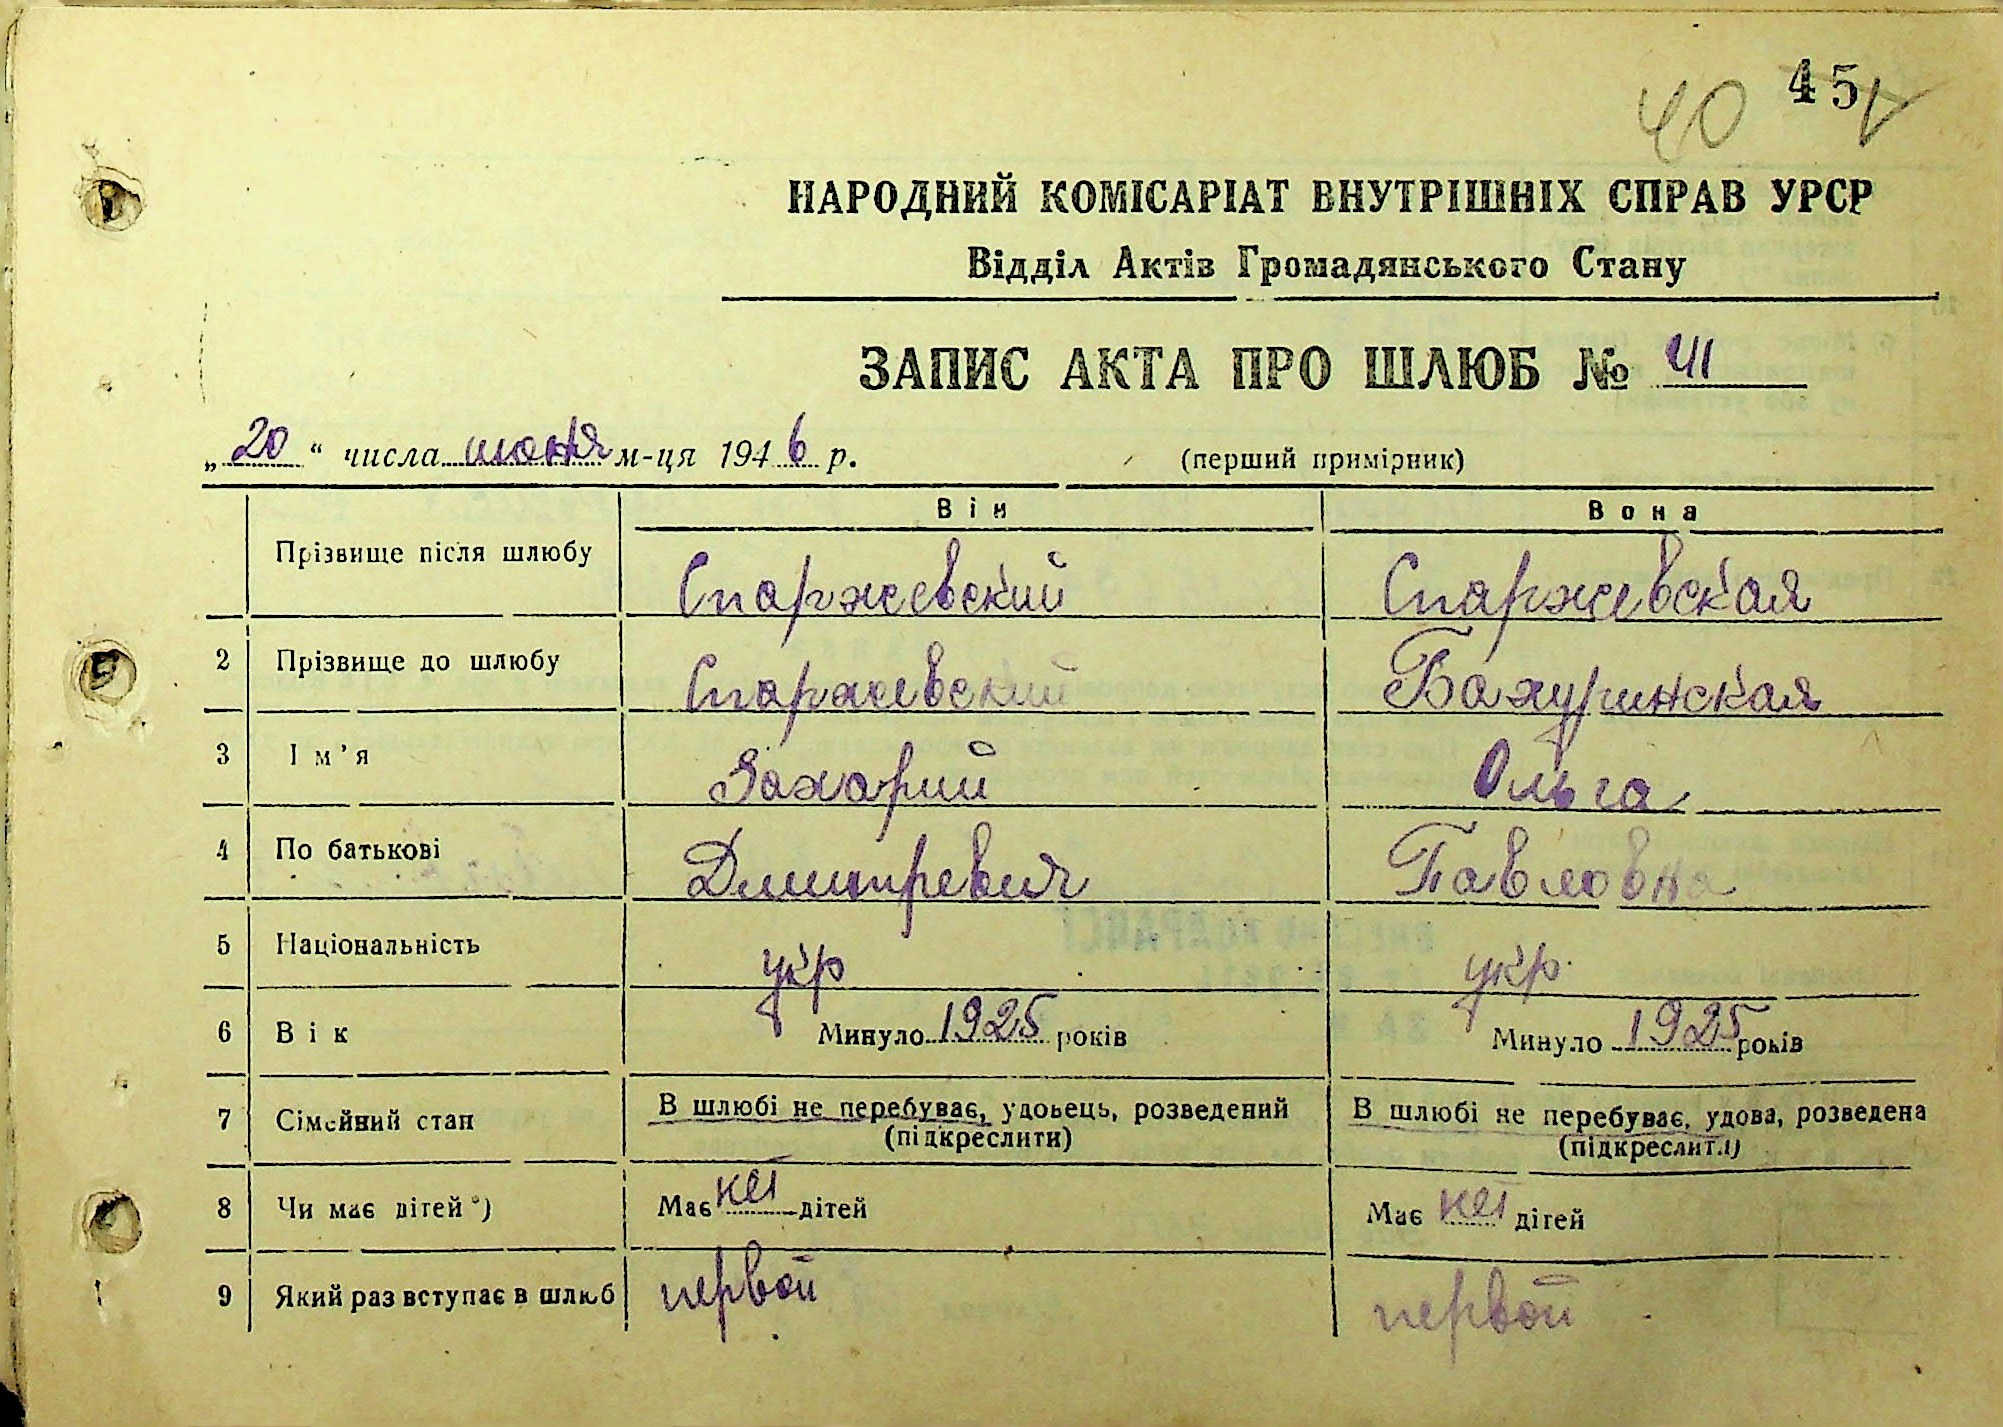 40 45
НАРОДНИЙ КОМІСАРІАТ ВНУТРІШНІХ СПРАВ УРСР
Відділ Актів Громадянського Стану
ЗАПИС АКТА ПРО ШЛЮБ № 41
„20“ числа июня м-ця 1946 р. (перший примірник)
Він Вона
Прізвище після шлюбу Спаржевский Спаржевская
2 Прізвище до шлюбу Спаржевский Бахуринская
3 Ім’я Захарий Ольга
4 По батькові Дмитревич Павловна
5 Національність укр укр.
6 Вік Минуло 1925 років Минуло 1925 років
7 Сімейний стан В шлюбі не перебуває, удовець, розведений В шлюбі не перебуває, удова, розведена
(підкреслити) (підкреслити)
8 Чи має дітей *) Має нет дітей Має нет дітей
9 Який раз вступає в шлюб первой первой